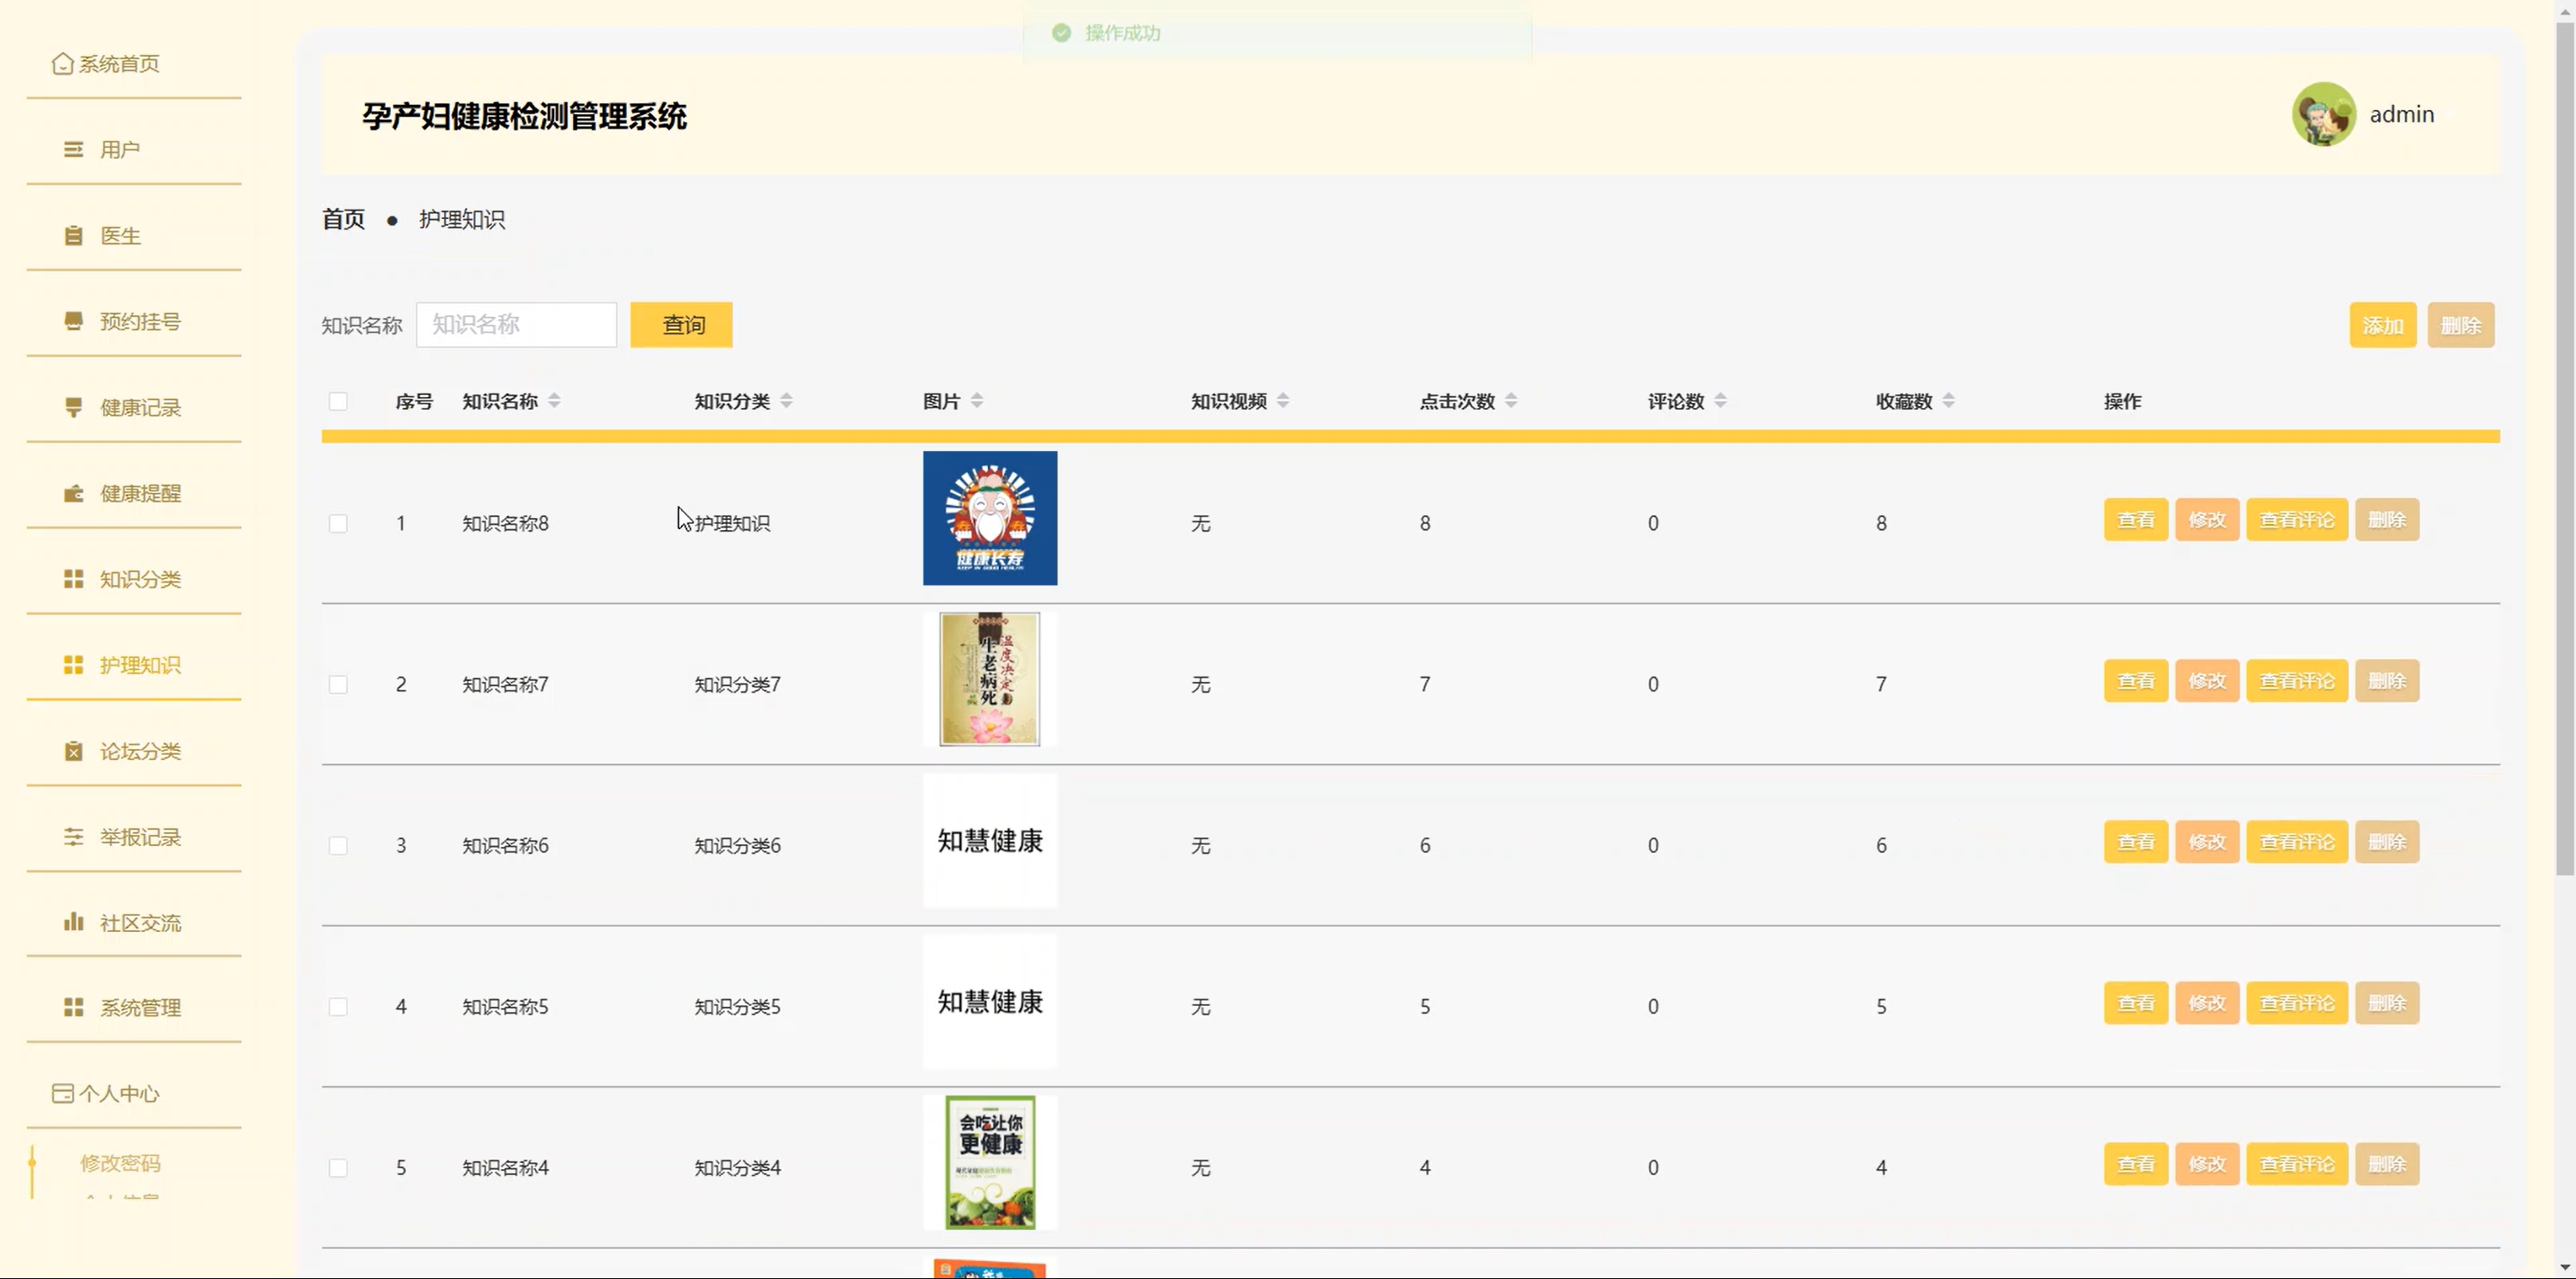 操作成功
系统首页
用户
医生
预约挂号
健康记录
健康提醒
知识分类
护理知识
论坛分类
举报记录
社区交流
系统管理
个人中心
修改密码
孕产妇健康检测管理系统
admin
首页 ● 护理知识
知识名称 知识名称 查询 添加 删除
序号 知识名称 知识分类 图片 知识视频 点击次数 评论数 收藏数 操作
1 知识名称8 护理知识 无 8 0 8 查看 修改 查看评论 删除
健康长寿
KEEP IN GOOD HEALTH
2 知识名称7 知识分类7 无 7 0 7 查看 修改 查看评论 删除
温度决定
生老病死
3 知识名称6 知识分类6 知慧健康 无 6 0 6 查看 修改 查看评论 删除
4 知识名称5 知识分类5 知慧健康 无 5 0 5 查看 修改 查看评论 删除
5 知识名称4 知识分类4 无 4 0 4 查看 修改 查看评论 删除
会吃让你
更健康